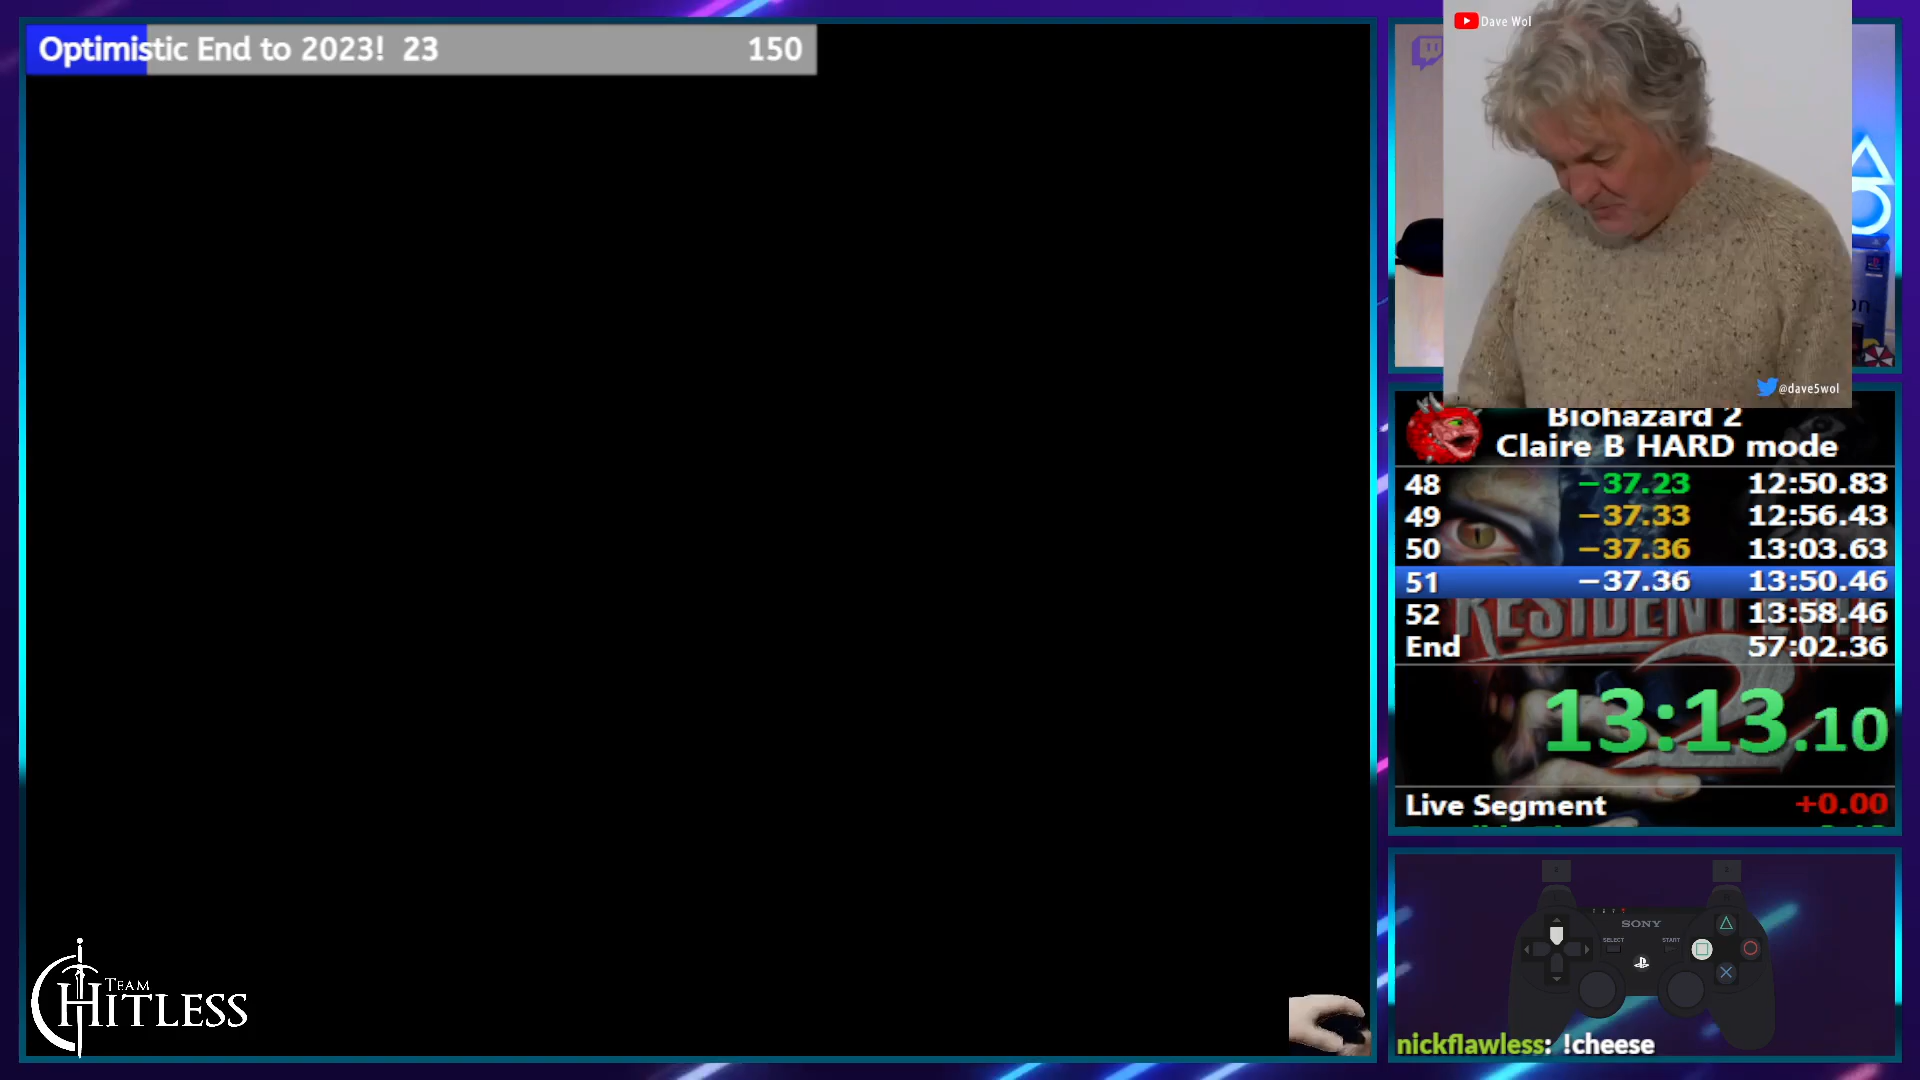 Optimistic End to 2023! 23 150
Dave Wol
@dave5wol
Biohazard 2
Claire B HARD mode
48 −37.23 12:50.83
49 −37.33 12:56.43
50 −37.36 13:03.63
51 −37.36 13:50.46
52 13:58.46
End 57:02.36
RESIDENT EVIL
2
13:13.10
Live Segment +0.00
SONY
SELECT START
TEAM
HITLESS
nickflawless: !cheese